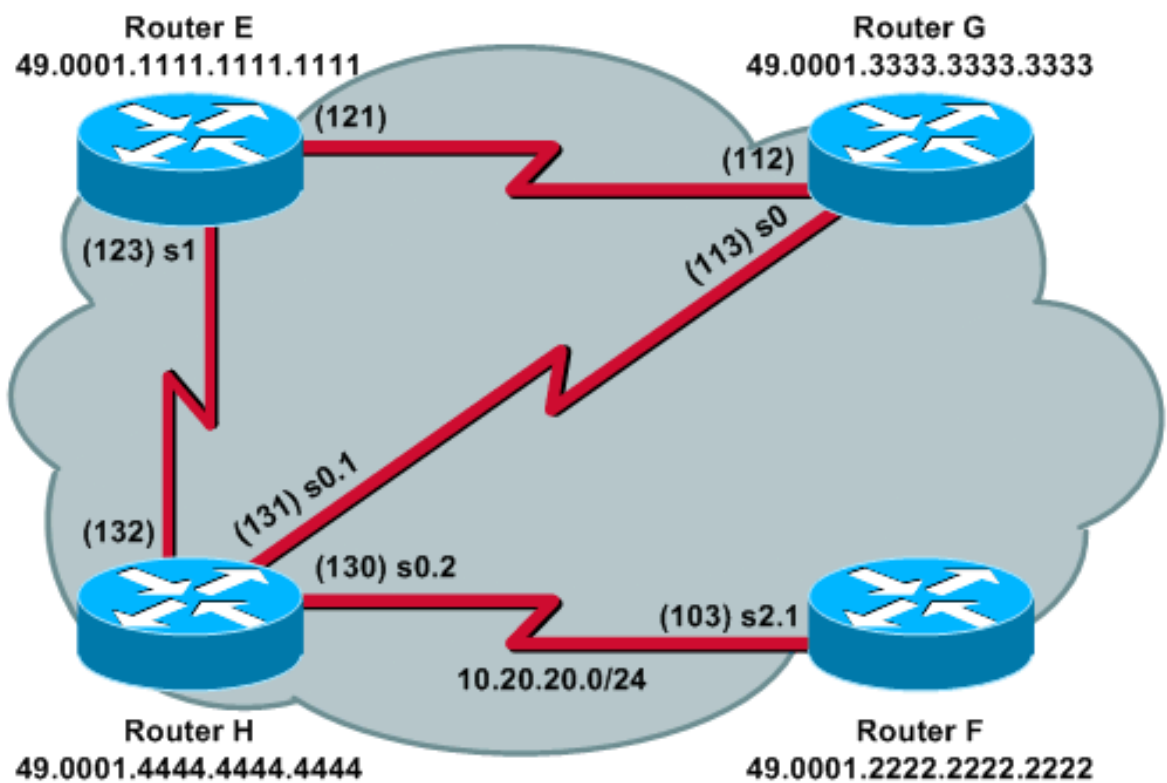 Router E
49.0001.1111.1111.1111
Router G
49.0001.3333.3333.3333
(121)
(112)
(123) s1
(113) s0
(132)
(131) s0.1
(130) s0.2
(103) s2.1
10.20.20.0/24
Router H
49.0001.4444.4444.4444
Router F
49.0001.2222.2222.2222